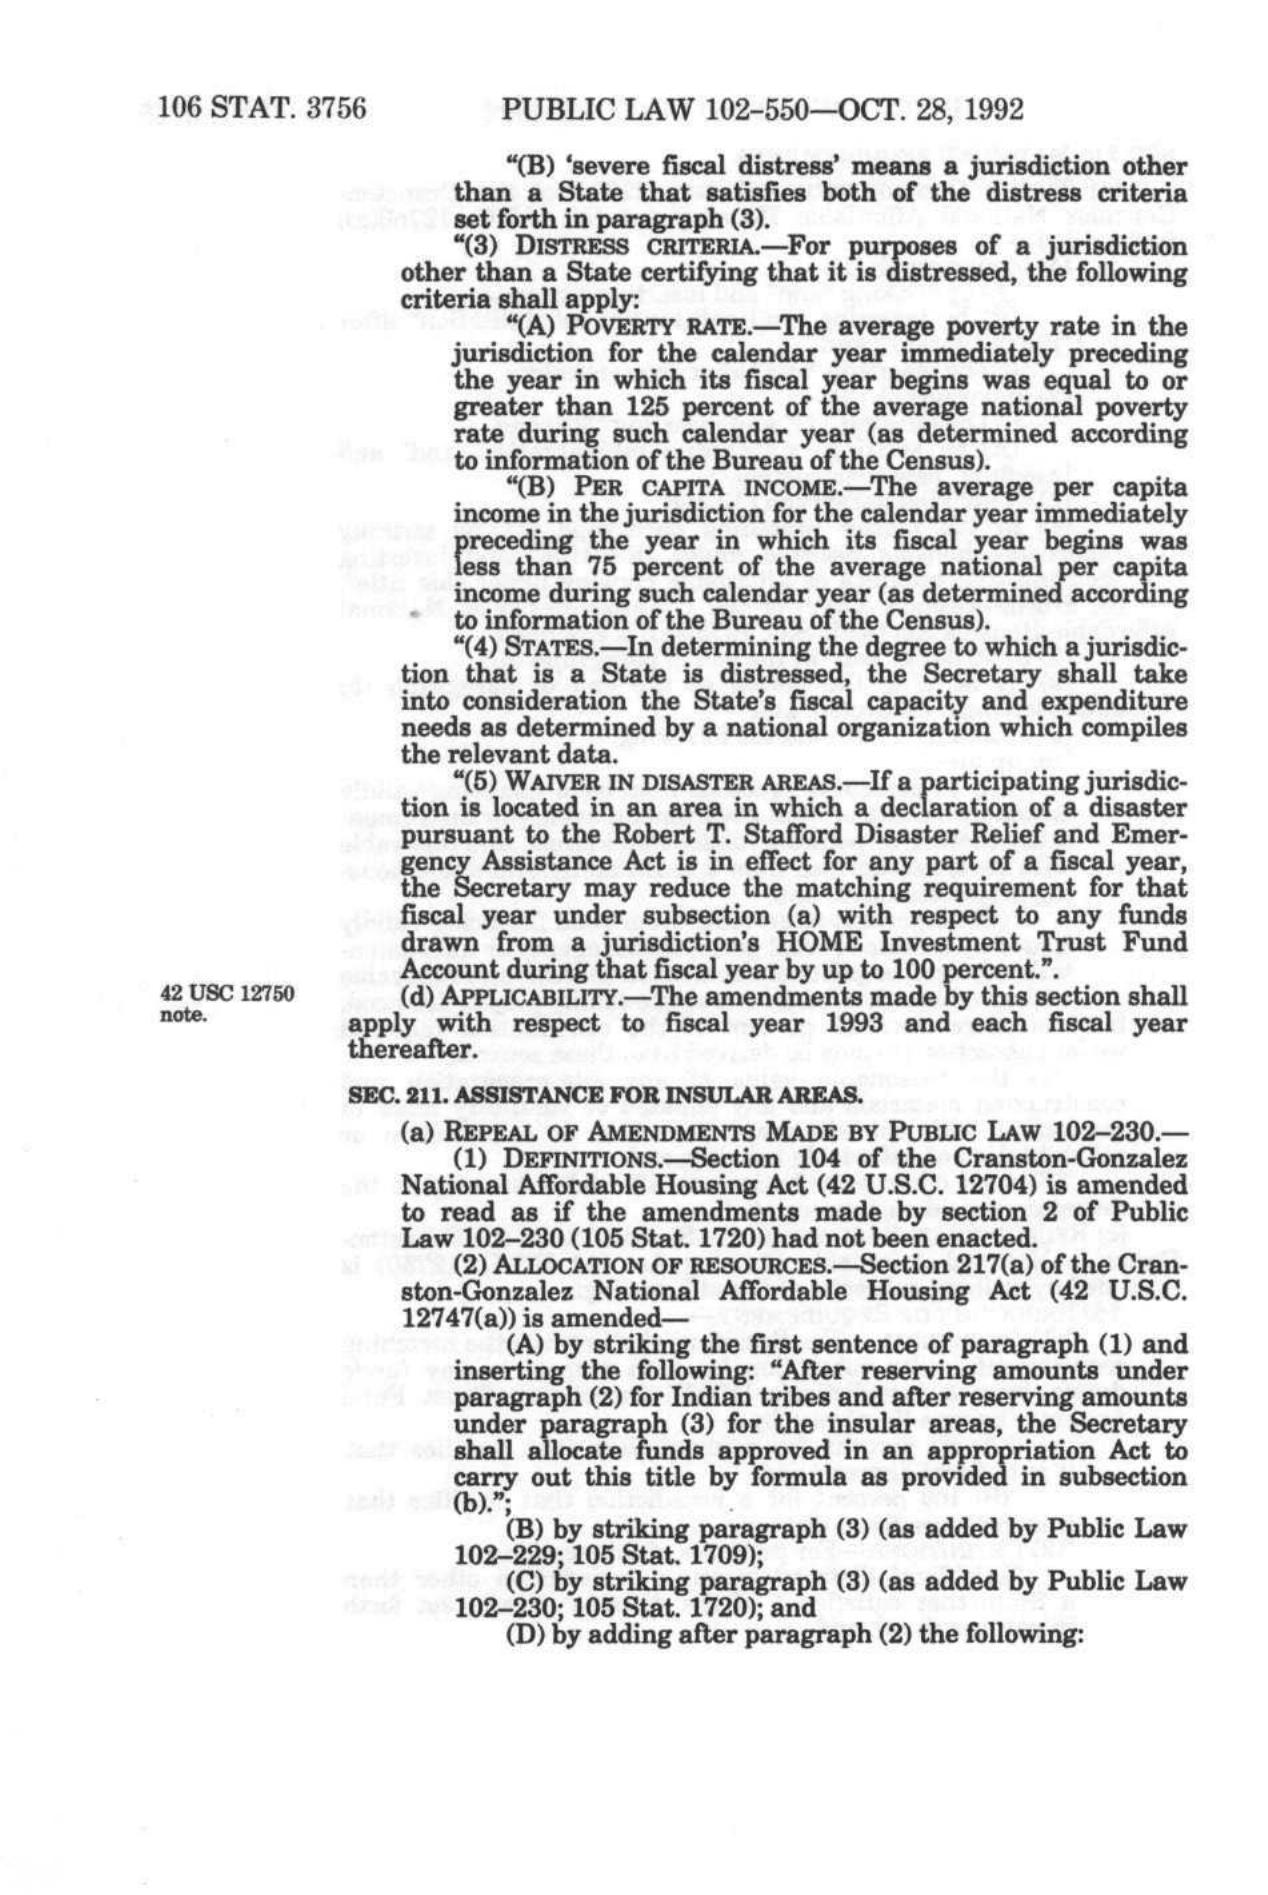 106 STAT. 3756 PUBLIC LAW 102–550—OCT. 28, 1992
“(B) ‘severe fiscal distress’ means a jurisdiction other
than a State that satisfies both of the distress criteria
set forth in paragraph (3).
“(3) DISTRESS CRITERIA.—For purposes of a jurisdiction
other than a State certifying that it is distressed, the following
criteria shall apply:
“(A) POVERTY RATE.—The average poverty rate in the
jurisdiction for the calendar year immediately preceding
the year in which its fiscal year begins was equal to or
greater than 125 percent of the average national poverty
rate during such calendar year (as determined according
to information of the Bureau of the Census).
“(B) PER CAPITA INCOME.—The average per capita
income in the jurisdiction for the calendar year immediately
preceding the year in which its fiscal year begins was
less than 75 percent of the average national per capita
income during such calendar year (as determined according
to information of the Bureau of the Census).
“(4) STATES.—In determining the degree to which a jurisdic-
tion that is a State is distressed, the Secretary shall take
into consideration the State’s fiscal capacity and expenditure
needs as determined by a national organization which compiles
the relevant data.
“(5) WAIVER IN DISASTER AREAS.—If a participating jurisdic-
tion is located in an area in which a declaration of a disaster
pursuant to the Robert T. Stafford Disaster Relief and Emer-
gency Assistance Act is in effect for any part of a fiscal year,
the Secretary may reduce the matching requirement for that
fiscal year under subsection (a) with respect to any funds
drawn from a jurisdiction’s HOME Investment Trust Fund
Account during that fiscal year by up to 100 percent.”.
42 USC 12750
note.
(d) APPLICABILITY.—The amendments made by this section shall
apply with respect to fiscal year 1993 and each fiscal year
thereafter.
SEC. 211. ASSISTANCE FOR INSULAR AREAS.
(a) REPEAL OF AMENDMENTS MADE BY PUBLIC LAW 102–230.—
(1) DEFINITIONS.—Section 104 of the Cranston-Gonzalez
National Affordable Housing Act (42 U.S.C. 12704) is amended
to read as if the amendments made by section 2 of Public
Law 102–230 (105 Stat. 1720) had not been enacted.
(2) ALLOCATION OF RESOURCES.—Section 217(a) of the Cran-
ston-Gonzalez National Affordable Housing Act (42 U.S.C.
12747(a)) is amended—
(A) by striking the first sentence of paragraph (1) and
inserting the following: “After reserving amounts under
paragraph (2) for Indian tribes and after reserving amounts
under paragraph (3) for the insular areas, the Secretary
shall allocate funds approved in an appropriation Act to
carry out this title by formula as provided in subsection
(b).”;
(B) by striking paragraph (3) (as added by Public Law
102–229; 105 Stat. 1709);
(C) by striking paragraph (3) (as added by Public Law
102–230; 105 Stat. 1720); and
(D) by adding after paragraph (2) the following: